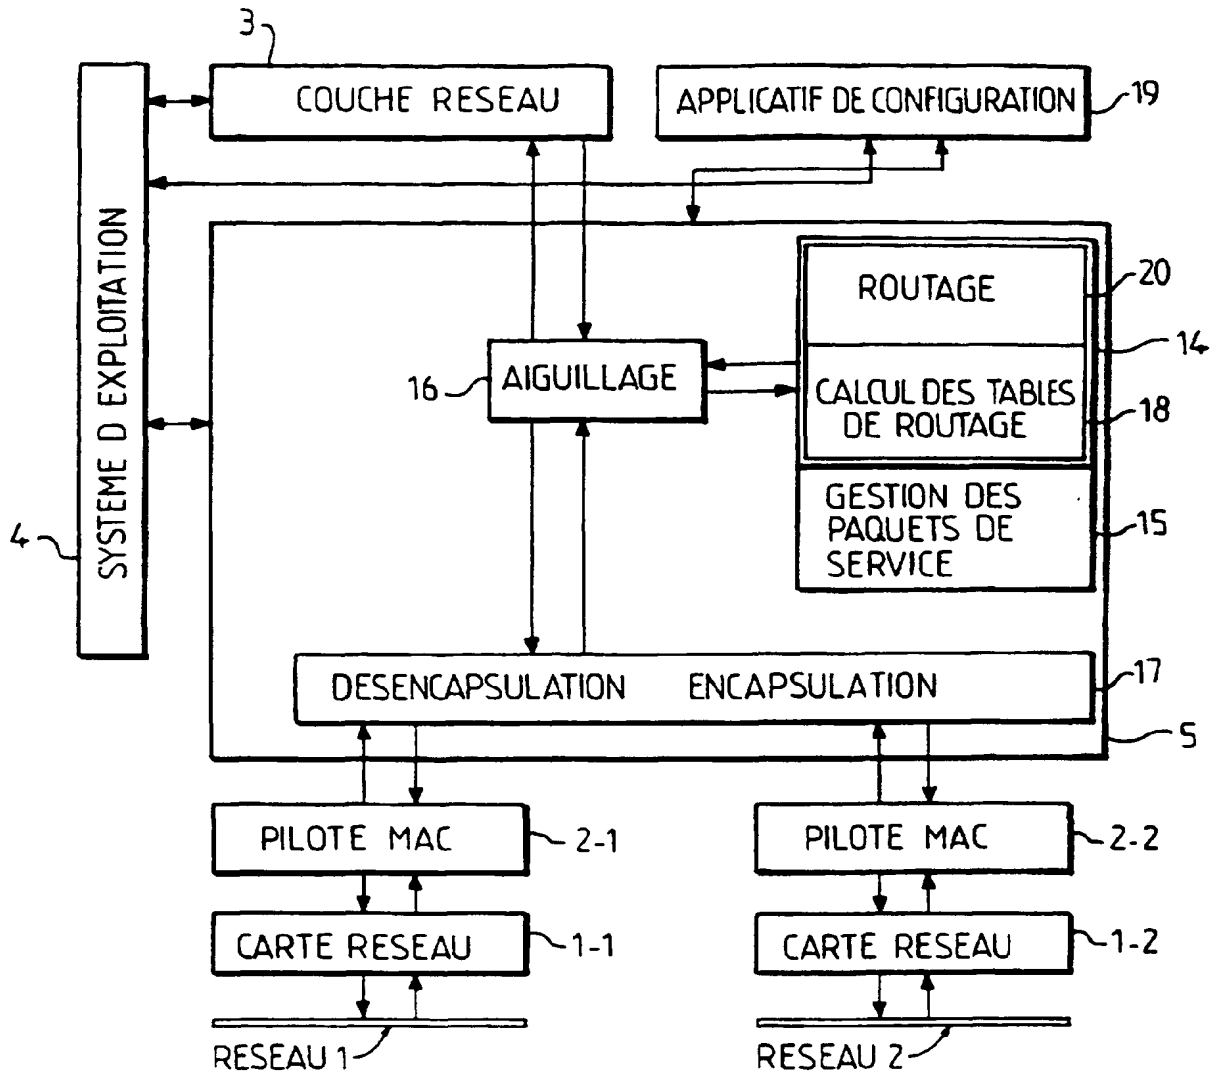 3
COUCHE RESEAU
APPLICATIF DE CONFIGURATION
19
SYSTEME D EXPLOITATION
4
ROUTAGE
20
14
16
AIGUILLAGE
CALCUL DES TABLES
DE ROUTAGE
18
GESTION DES
PAQUETS DE
SERVICE
15
DESENCAPSULATION ENCAPSULATION
17
5
PILOTE MAC
2-1
PILOTE MAC
2-2
CARTE RESEAU
1-1
CARTE RESEAU
1-2
RESEAU 1
RESEAU 2